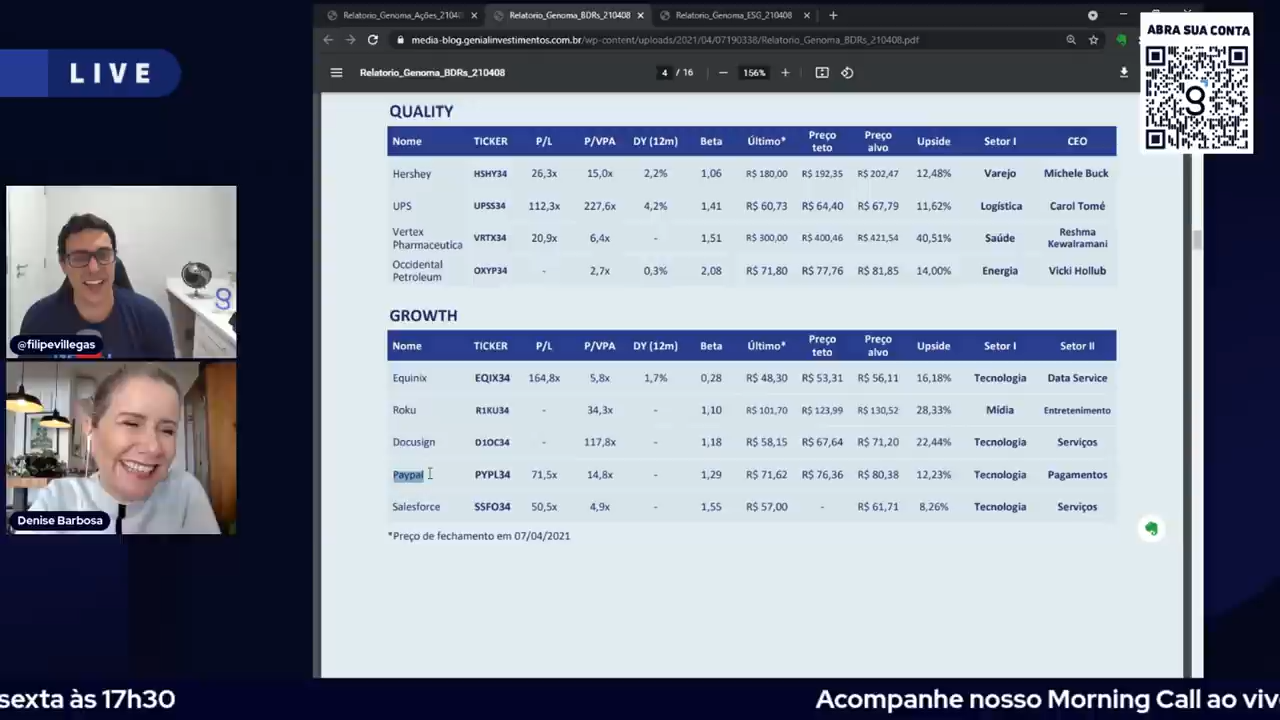 Relatorio_Genoma_Ações_2104
Relatorio_Genoma_BDRs_210408
Relatorio_Genoma_ESG_210408
media-blog.genialinvestimentos.com.br/wp-content/uploads/2021/04/07190338/Relatorio_Genoma_BDRs_210408.pdf
ABRA SUA CONTA
LIVE
Relatorio_Genoma_BDRs_210408
4 / 16
156%
QUALITY
Nome TICKER P/L P/VPA DY (12m) Beta Último* Preço teto Preço alvo Upside Setor I CEO
Hershey HSHY34 26,3x 15,0x 2,2% 1,06 R$ 180,00 R$ 192,35 R$ 202,47 12,48% Varejo Michele Buck
UPS UPSS34 112,3x 227,6x 4,2% 1,41 R$ 60,73 R$ 64,40 R$ 67,79 11,62% Logística Carol Tomé
Vertex Pharmaceutica VRTX34 20,9x 6,4x - 1,51 R$ 300,00 R$ 400,46 R$ 421,54 40,51% Saúde Reshma Kewalramani
Occidental Petroleum OXYP34 - 2,7x 0,3% 2,08 R$ 71,80 R$ 77,76 R$ 81,85 14,00% Energia Vicki Hollub
GROWTH
Nome TICKER P/L P/VPA DY (12m) Beta Último* Preço teto Preço alvo Upside Setor I Setor II
Equinix EQIX34 164,8x 5,8x 1,7% 0,28 R$ 48,30 R$ 53,31 R$ 56,11 16,18% Tecnologia Data Service
Roku R1KU34 - 34,3x - 1,10 R$ 101,70 R$ 123,99 R$ 130,52 28,33% Mídia Entretenimento
Docusign D1OC34 - 117,8x - 1,18 R$ 58,15 R$ 67,64 R$ 71,20 22,44% Tecnologia Serviços
Paypal PYPL34 71,5x 14,8x - 1,29 R$ 71,62 R$ 76,36 R$ 80,38 12,23% Tecnologia Pagamentos
Salesforce SSFO34 50,5x 4,9x - 1,55 R$ 57,00 - R$ 61,71 8,26% Tecnologia Serviços
*Preço de fechamento em 07/04/2021
@filipevillegas
Denise Barbosa
sexta às 17h30
Acompanhe nosso Morning Call ao viv